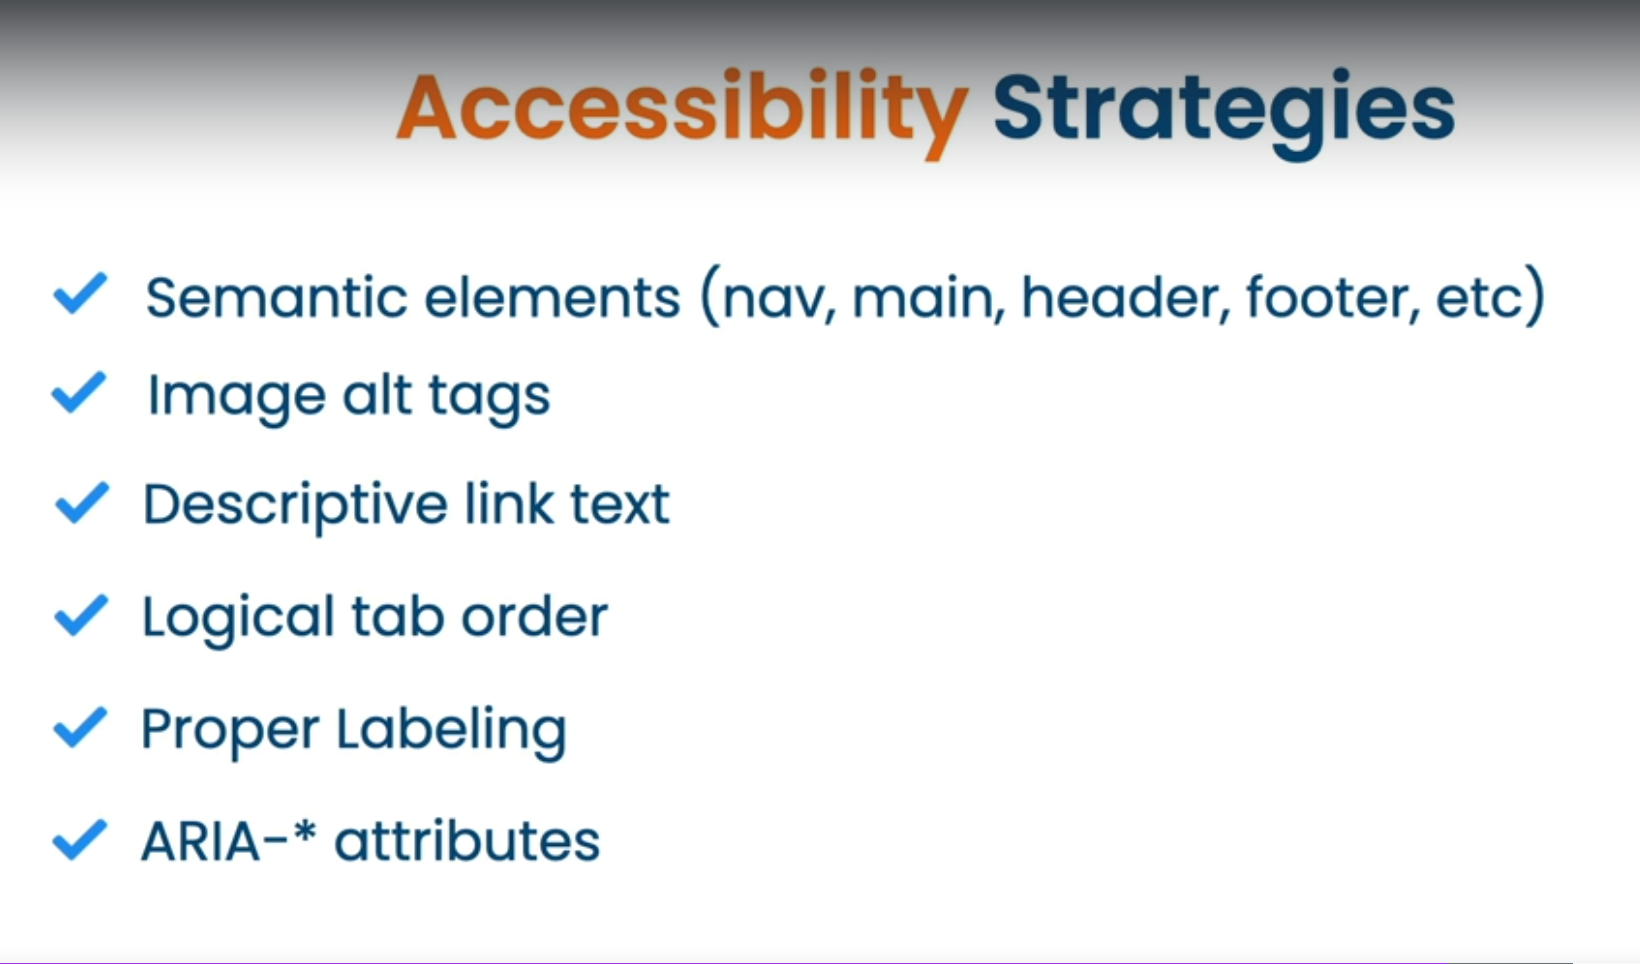 Accessibility Strategies
Semantic elements (nav, main, header, footer, etc)
Image alt tags
Descriptive link text
Logical tab order
Proper Labeling
ARIA-* attributes